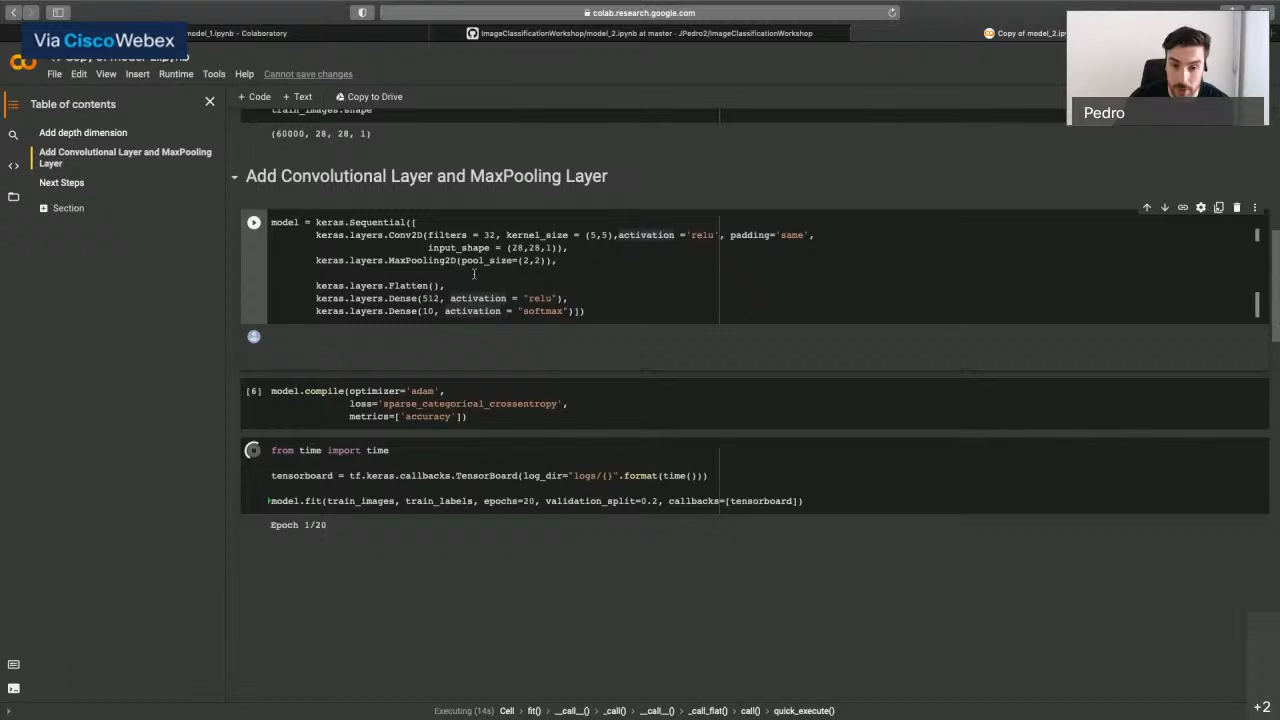 colab.research.google.com
Via CiscoWebex
model_1.ipynb - Colaboratory
ImageClassificationWorkshop/model_2.ipynb at master - JPedro2/ImageClassificationWorkshop
Copy of model_2.ip
File Edit View Insert Runtime Tools Help Cannot save changes
Pedro
Table of contents
+ Code + Text Copy to Drive
Add depth dimension
Add Convolutional Layer and MaxPooling
Layer
Next Steps
Section
train_images.shape
(60000, 28, 28, 1)
Add Convolutional Layer and MaxPooling Layer
model = keras.Sequential([
keras.layers.Conv2D(filters = 32, kernel_size = (5,5),activation ='relu', padding='same',
input_shape = (28,28,1)),
keras.layers.MaxPooling2D(pool_size=(2,2)),
keras.layers.Flatten(),
keras.layers.Dense(512, activation = "relu"),
keras.layers.Dense(10, activation = "softmax")])
[6] model.compile(optimizer='adam',
loss='sparse_categorical_crossentropy',
metrics=['accuracy'])
from time import time
tensorboard = tf.keras.callbacks.TensorBoard(log_dir="logs/{}".format(time()))
model.fit(train_images, train_labels, epochs=20, validation_split=0.2, callbacks=[tensorboard])
Epoch 1/20
Executing (14s) Cell > fit() > __call__() > _call() > __call__() > _call_flat() > call() > quick_execute()
+2